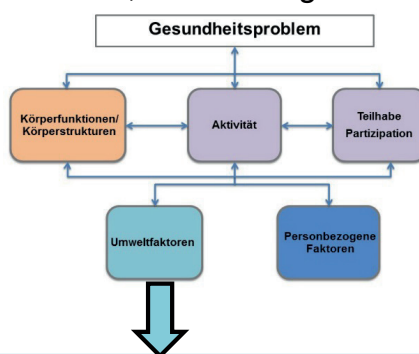 Gesundheitsproblem
Körperfunktionen/
Körperstrukturen
Aktivität
Teilhabe
Partizipation
Umweltfaktoren
Personbezogene
Faktoren